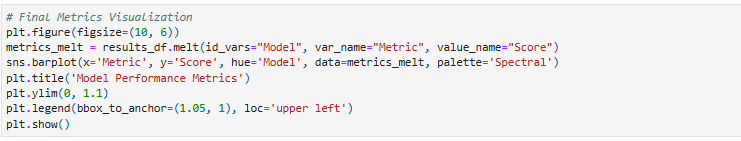 # Final Metrics Visualization
plt.figure(figsize=(10, 6))
metrics_melt = results_df.melt(id_vars="Model", var_name="Metric", value_name="Score")
sns.barplot(x='Metric', y='Score', hue='Model', data=metrics_melt, palette='Spectral')
plt.title('Model Performance Metrics')
plt.ylim(0, 1.1)
plt.legend(bbox_to_anchor=(1.05, 1), loc='upper left')
plt.show()